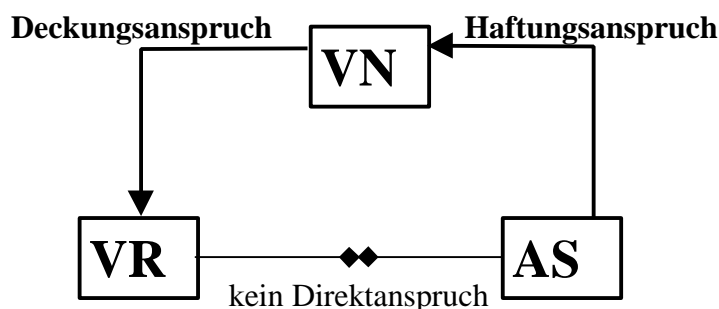 Deckungsanspruch
Haftungsanspruch
VN
VR
AS
kein Direktanspruch